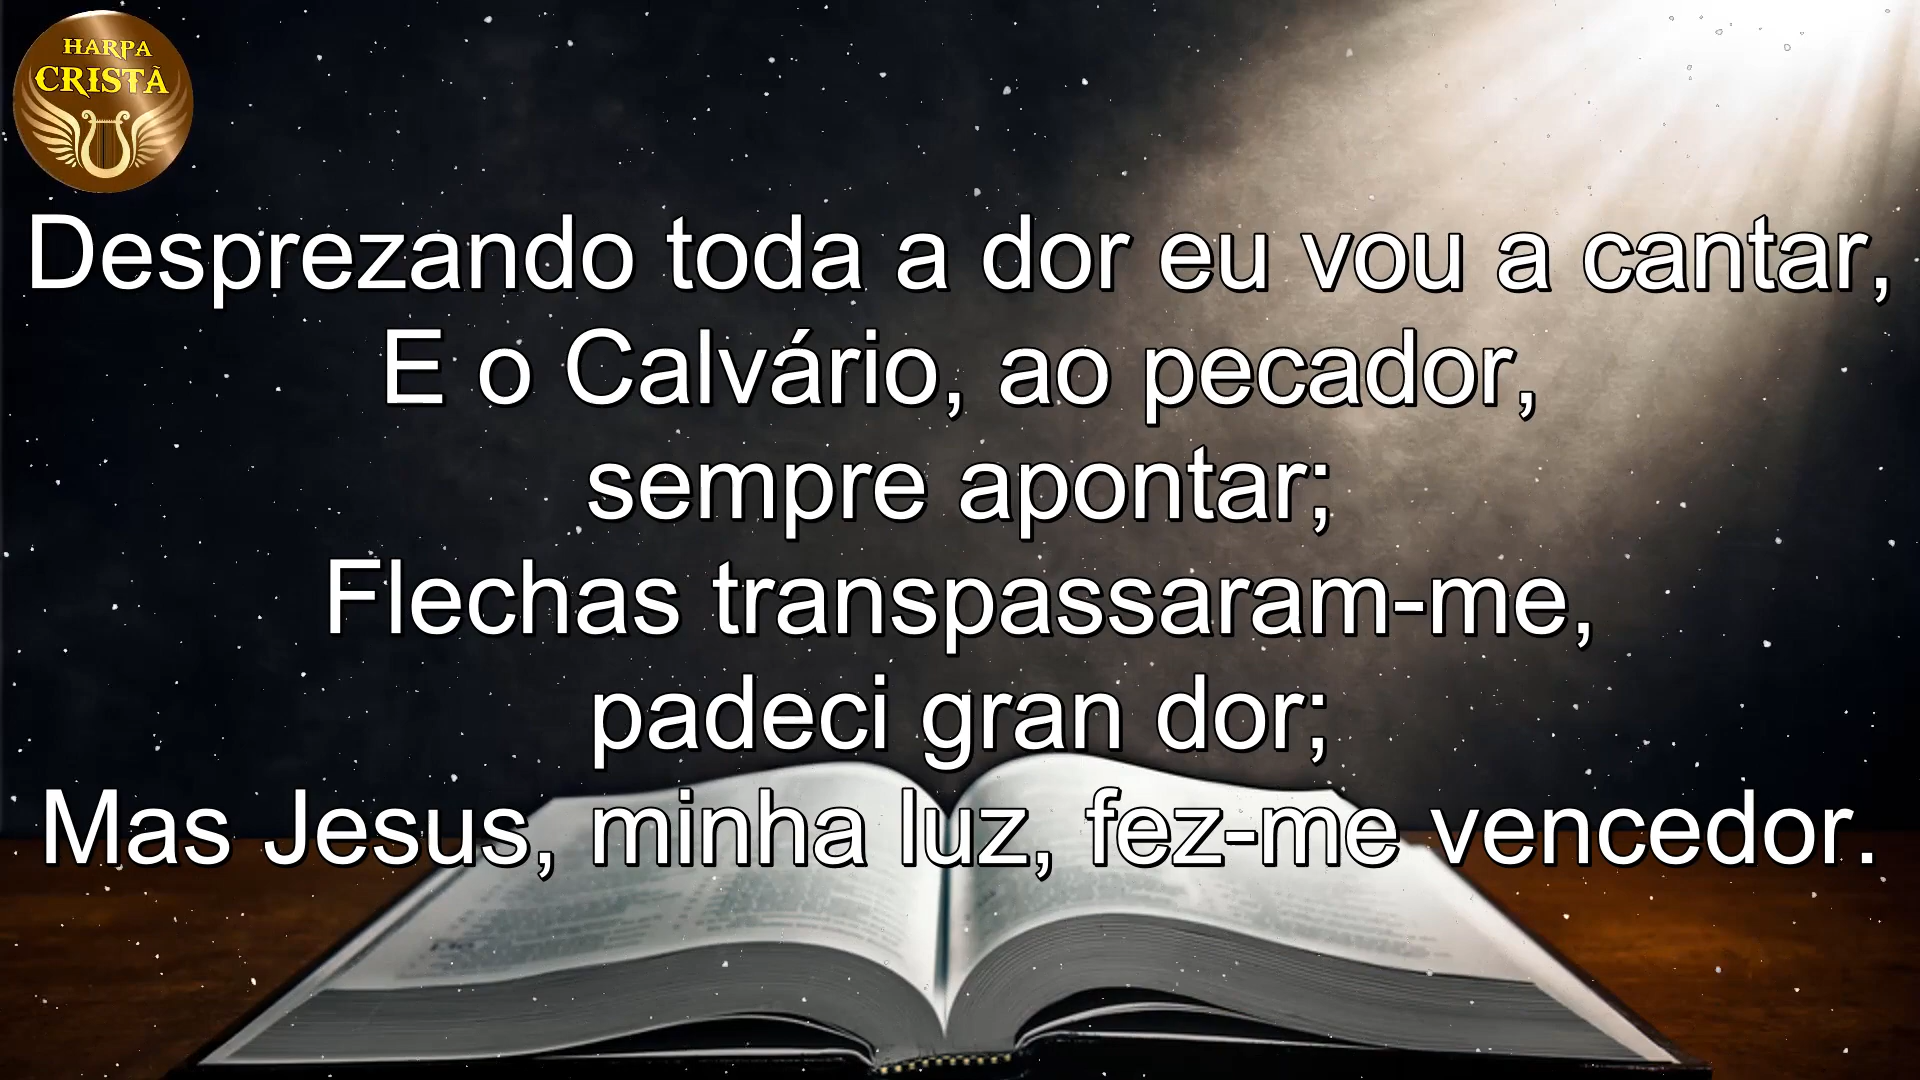 HARPA
CRISTÃ
Desprezando toda a dor eu vou a cantar,
E o Calvário, ao pecador,
sempre apontar;
Flechas transpassaram-me,
padeci gran dor;
Mas Jesus, minha luz, fez-me vencedor.